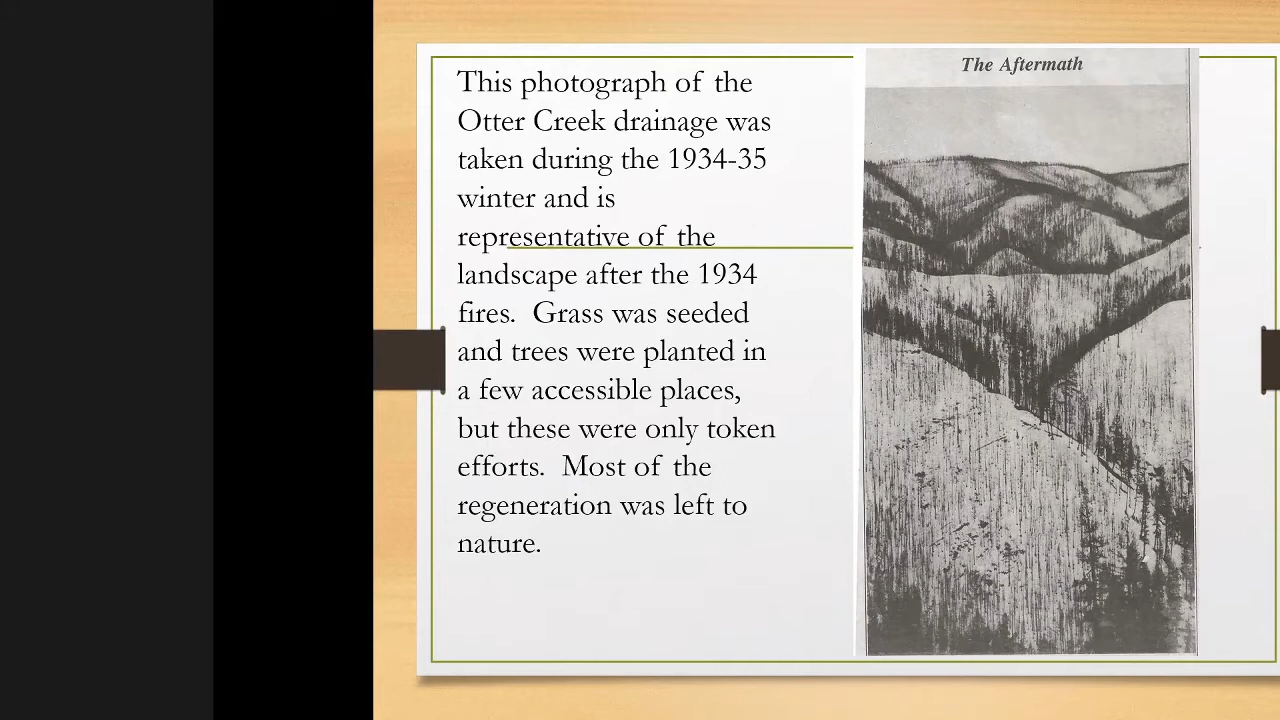 This photograph of the
Otter Creek drainage was
taken during the 1934-35
winter and is
representative of the
landscape after the 1934
fires. Grass was seeded
and trees were planted in
a few accessible places,
but these were only token
efforts. Most of the
regeneration was left to
nature.
The Aftermath